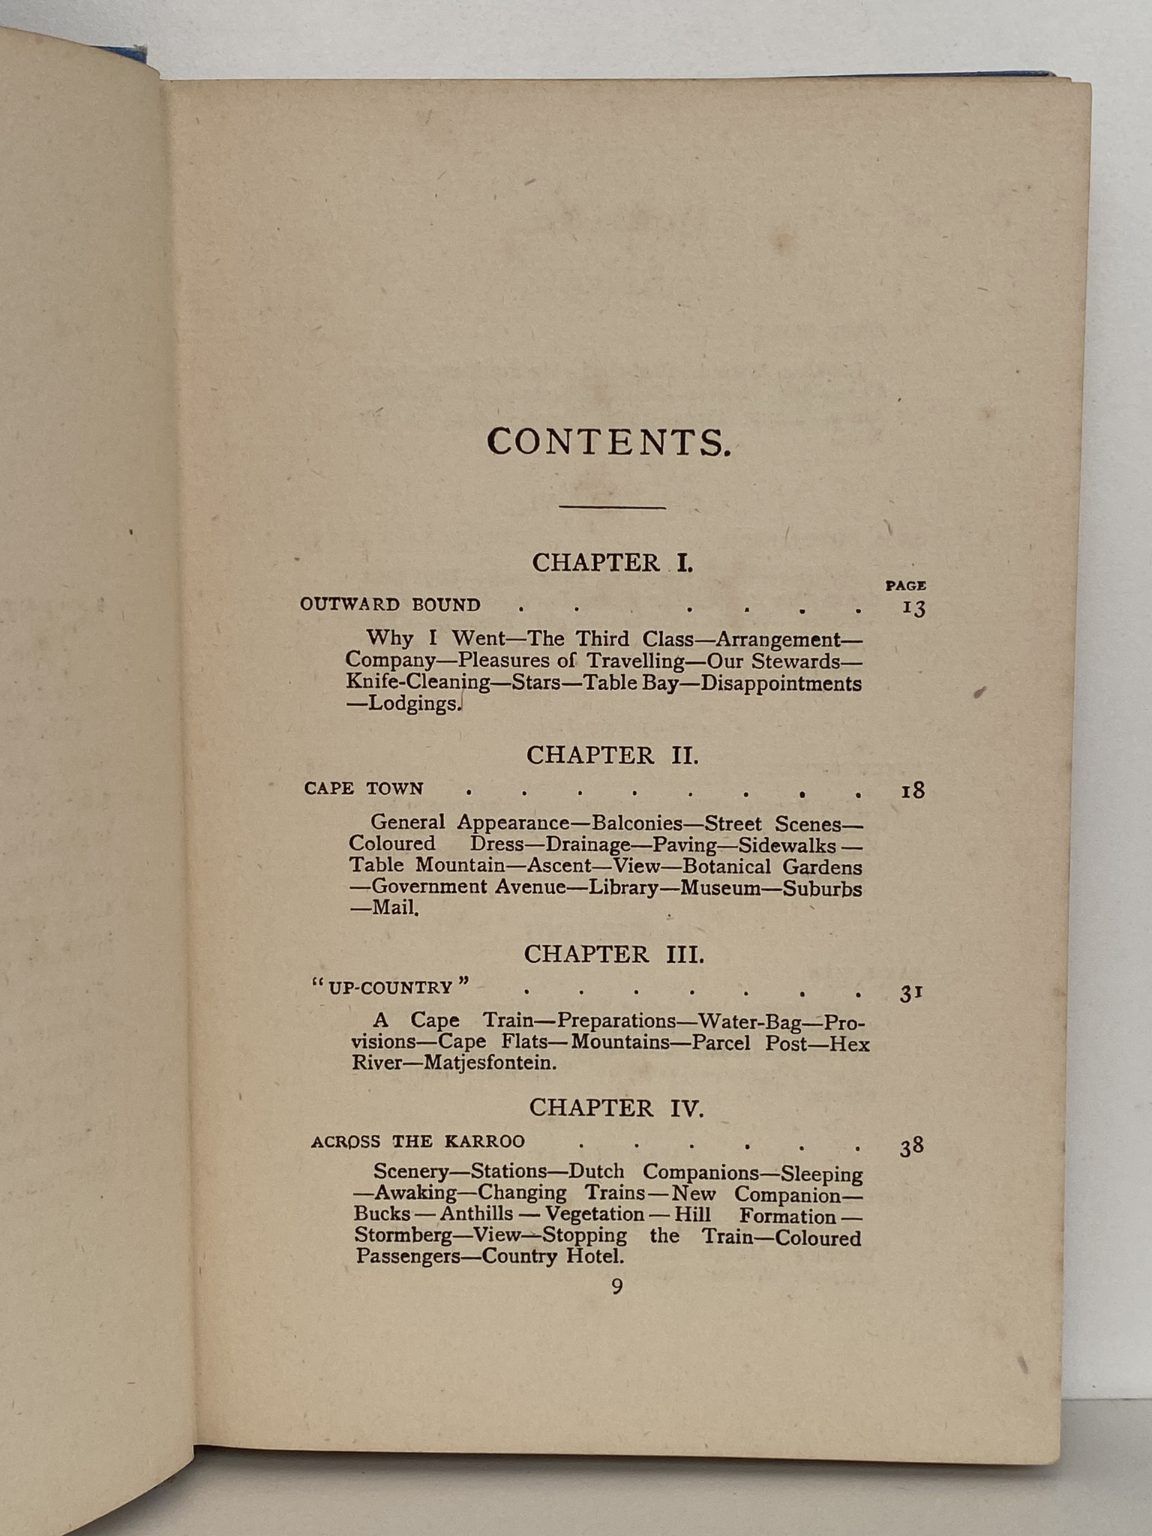 CONTENTS.
CHAPTER I.
PAGE
OUTWARD BOUND . . . . . . . 13
Why I Went—The Third Class—Arrangement—
Company—Pleasures of Travelling—Our Stewards—
Knife-Cleaning—Stars—Table Bay—Disappointments
—Lodgings.
CHAPTER II.
CAPE TOWN . . . . . . . . 18
General Appearance—Balconies—Street Scenes—
Coloured Dress—Drainage—Paving—Sidewalks—
Table Mountain—Ascent—View—Botanical Gardens
—Government Avenue—Library—Museum—Suburbs
—Mail.
CHAPTER III.
"UP-COUNTRY" . . . . . . . 31
A Cape Train—Preparations—Water-Bag—Pro-
visions—Cape Flats—Mountains—Parcel Post—Hex
River—Matjesfontein.
CHAPTER IV.
ACROSS THE KARROO . . . . . . 38
Scenery—Stations—Dutch Companions—Sleeping
—Awaking—Changing Trains—New Companion—
Bucks—Anthills—Vegetation—Hill Formation—
Stormberg—View—Stopping the Train—Coloured
Passengers—Country Hotel.
9